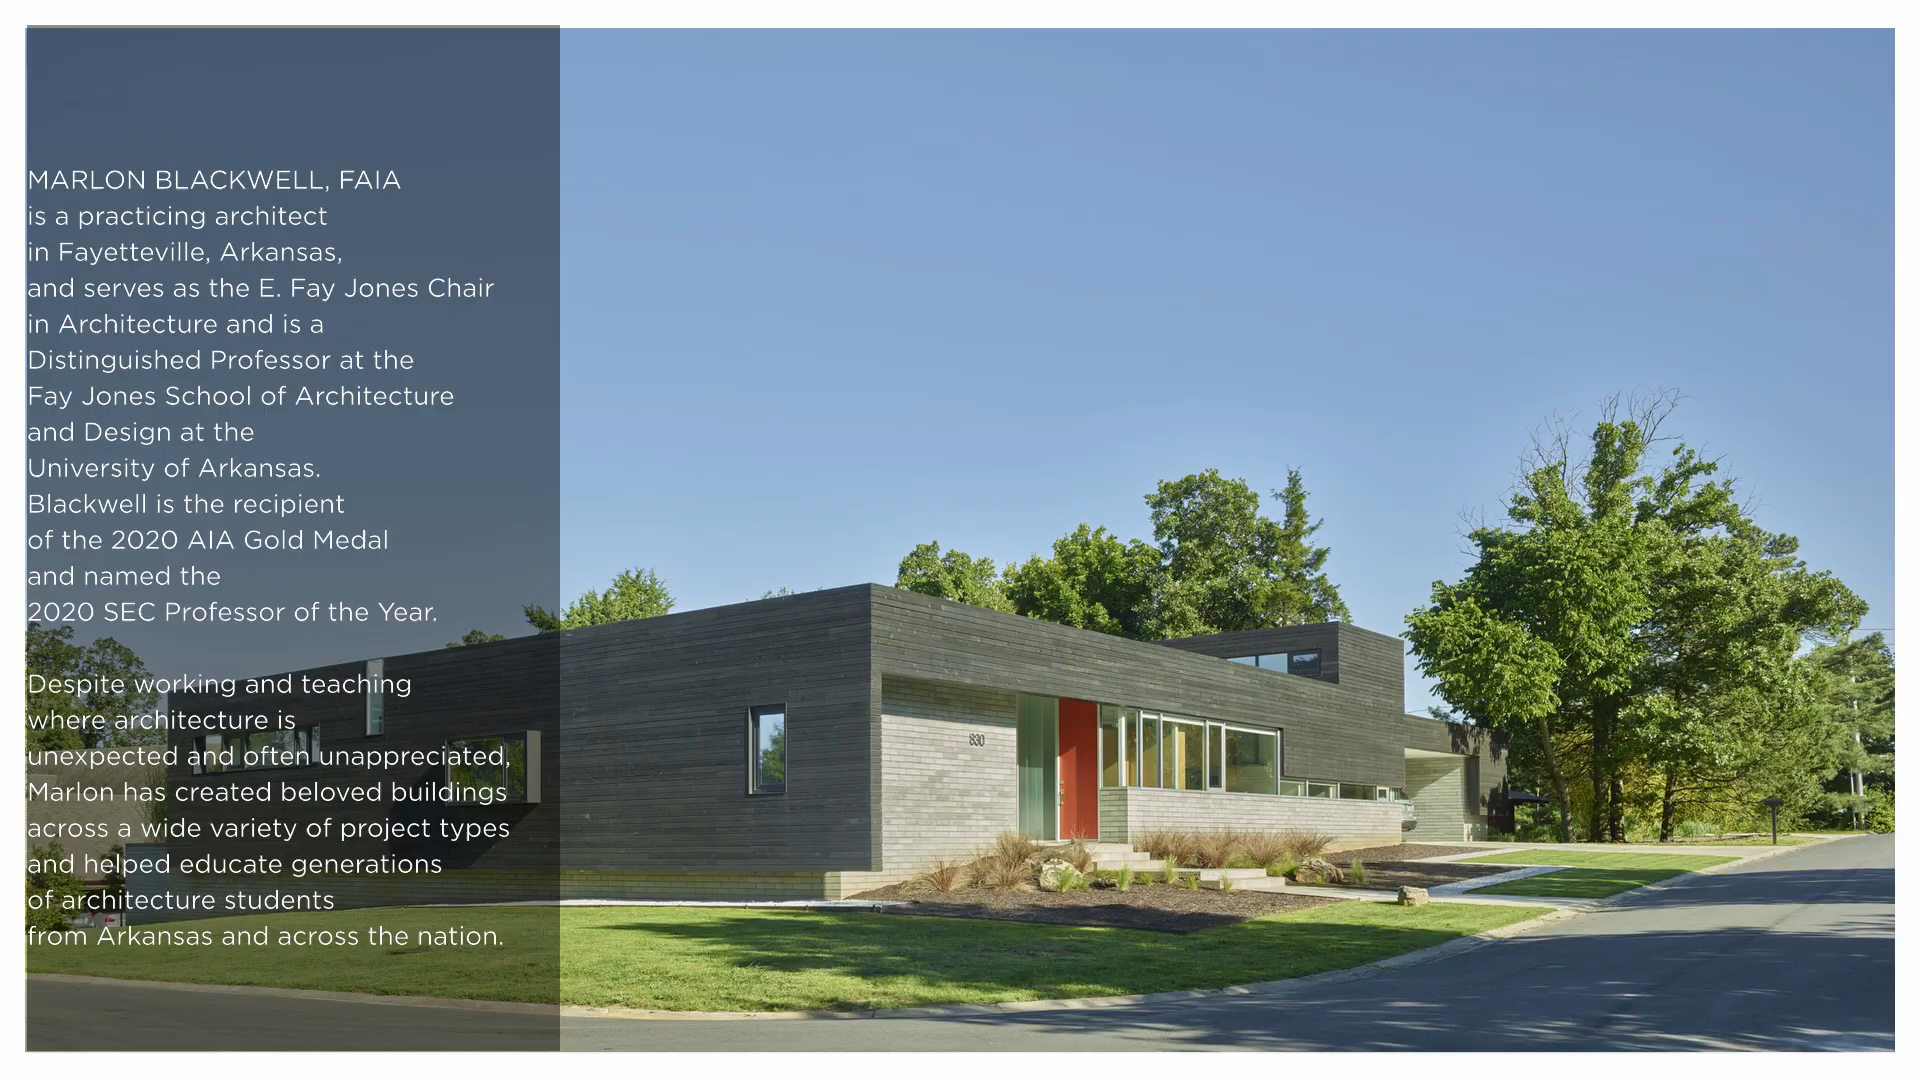 MARLON BLACKWELL, FAIA
is a practicing architect
in Fayetteville, Arkansas,
and serves as the E. Fay Jones Chair
in Architecture and is a
Distinguished Professor at the
Fay Jones School of Architecture
and Design at the
University of Arkansas.
Blackwell is the recipient
of the 2020 AIA Gold Medal
and named the
2020 SEC Professor of the Year.
Despite working and teaching
where architecture is
unexpected and often unappreciated,
Marlon has created beloved buildings
across a wide variety of project types
and helped educate generations
of architecture students
from Arkansas and across the nation.
830